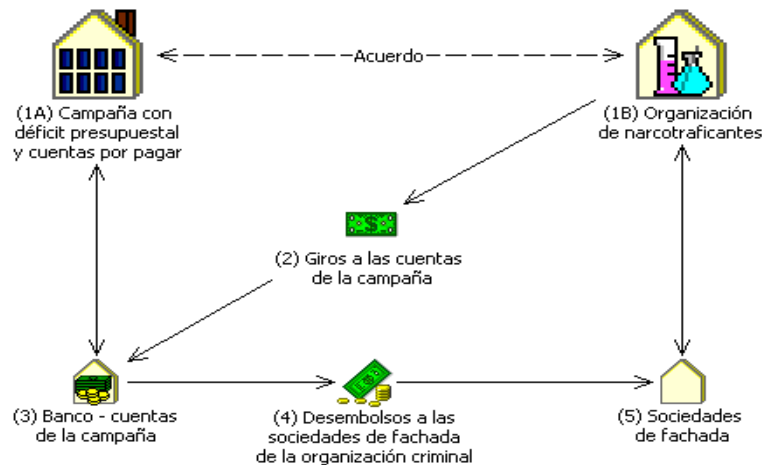 Acuerdo
(1A) Campaña con
déficit presupuestal
y cuentas por pagar
(1B) Organización
de narcotraficantes
$
(2) Giros a las cuentas
de la campaña
(3) Banco - cuentas
de la campaña
(4) Desembolsos a las
sociedades de fachada
de la organización criminal
(5) Sociedades
de fachada